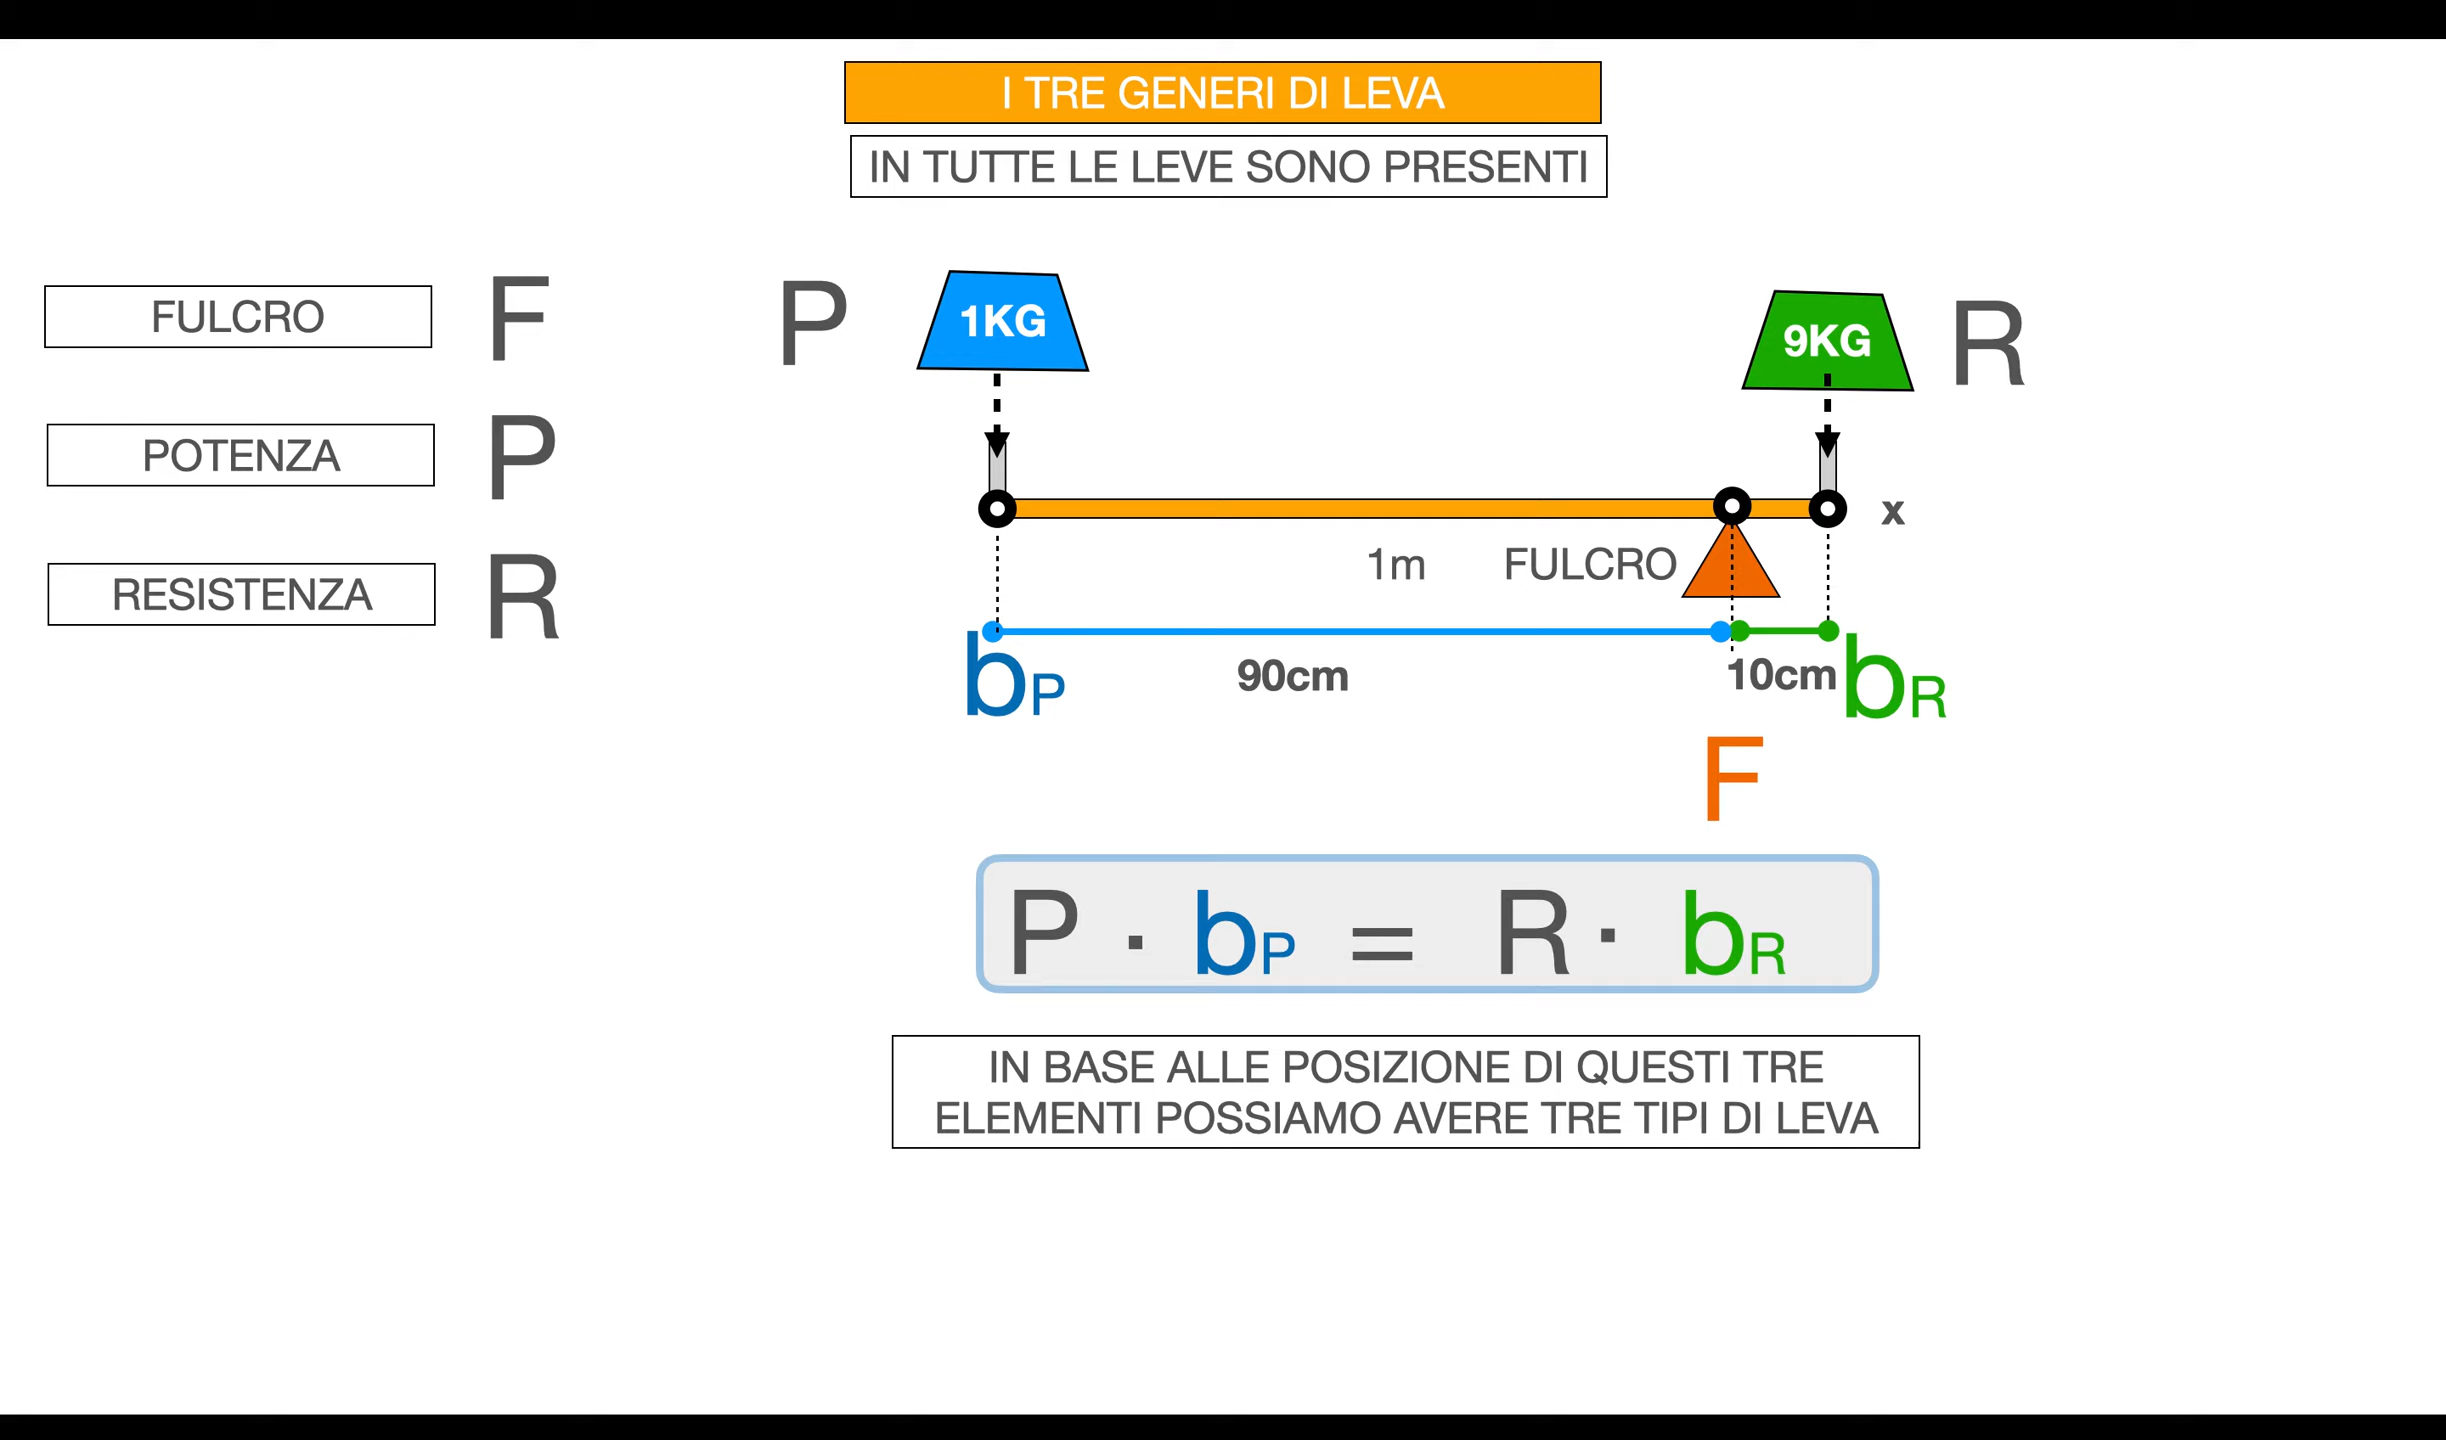 I TRE GENERI DI LEVA
IN TUTTE LE LEVE SONO PRESENTI
FULCRO F
POTENZA P
RESISTENZA R
P 1KG 9KG R
x
1m FULCRO
bP 90cm 10cm bR
F
P · bP = R · bR
IN BASE ALLE POSIZIONE DI QUESTI TRE
ELEMENTI POSSIAMO AVERE TRE TIPI DI LEVA